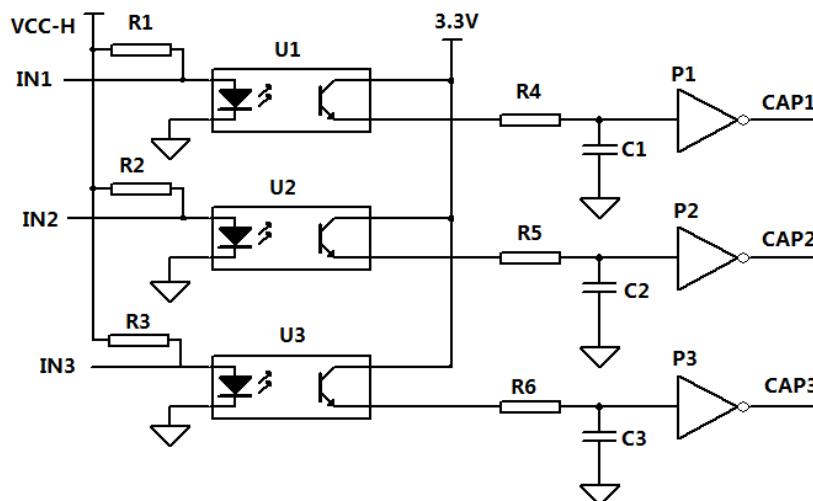 VCC-H
R1
3.3V
IN1
U1
R4
P1
CAP1
C1
R2
IN2
U2
R5
P2
CAP2
C2
R3
IN3
U3
R6
P3
CAP3
C3